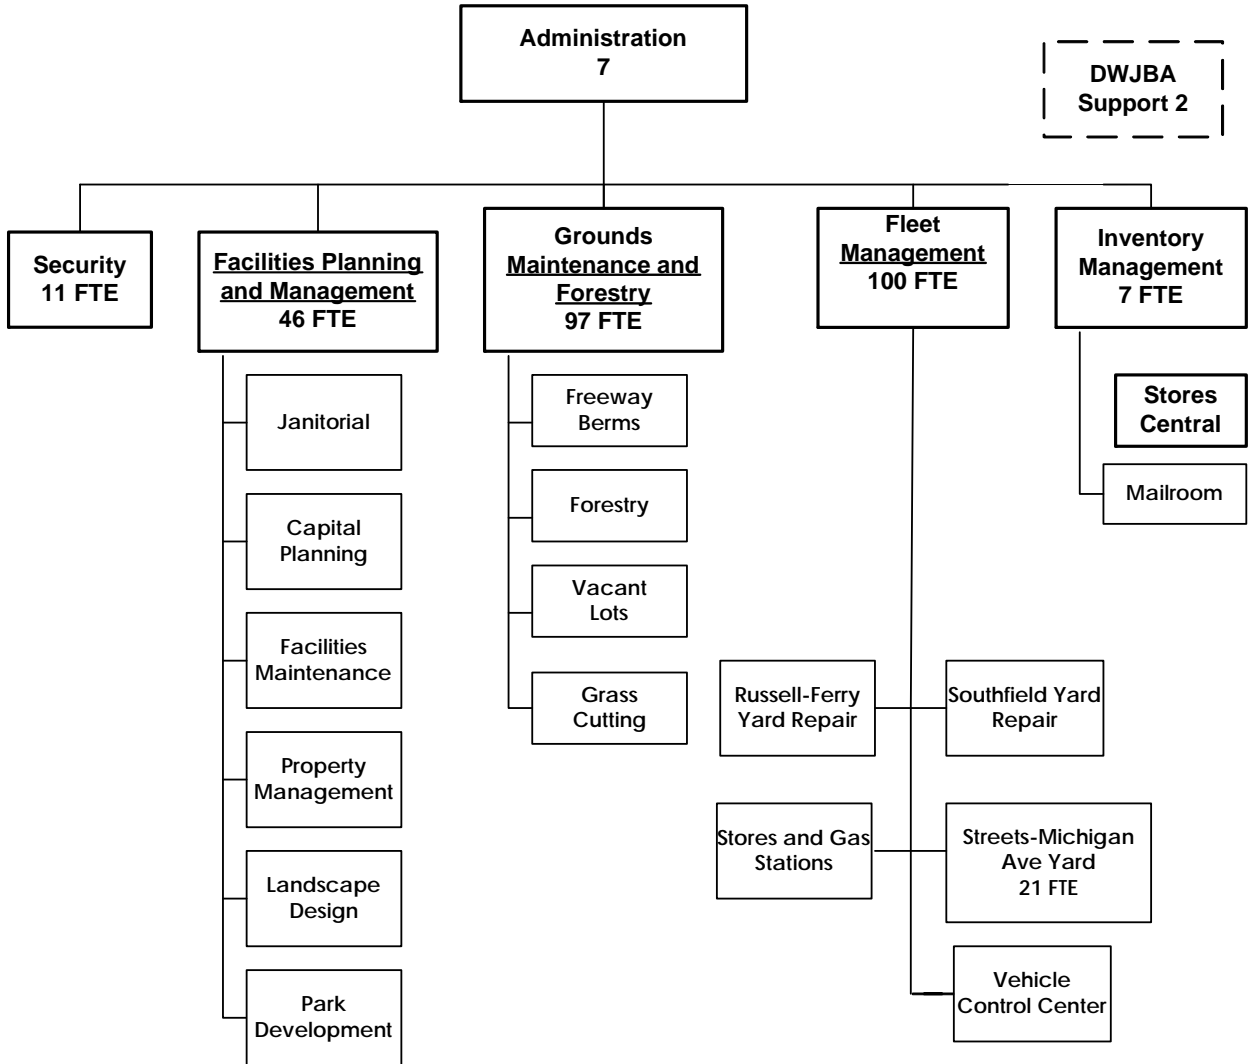 Administration
7
DWJBA
Support 2
Security
11 FTE
Facilities Planning
and Management
46 FTE
Grounds
Maintenance and
Forestry
97 FTE
Fleet
Management
100 FTE
Inventory
Management
7 FTE
Janitorial
Capital
Planning
Facilities
Maintenance
Property
Management
Landscape
Design
Park
Development
Freeway
Berms
Forestry
Vacant
Lots
Grass
Cutting
Russell-Ferry
Yard Repair
Southfield Yard
Repair
Stores and Gas
Stations
Streets-Michigan
Ave Yard
21 FTE
Vehicle
Control Center
Stores
Central
Mailroom